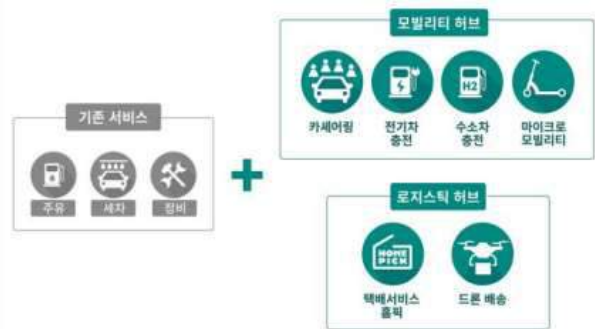 모빌리티 허브
H2
카셰어링
전기차
충전
수소차
충전
마이크로
모빌리티
기존 서비스
주유
세차
정비
로지스틱 허브
HOME
PICK
택배서비스
홈픽
드론 배송